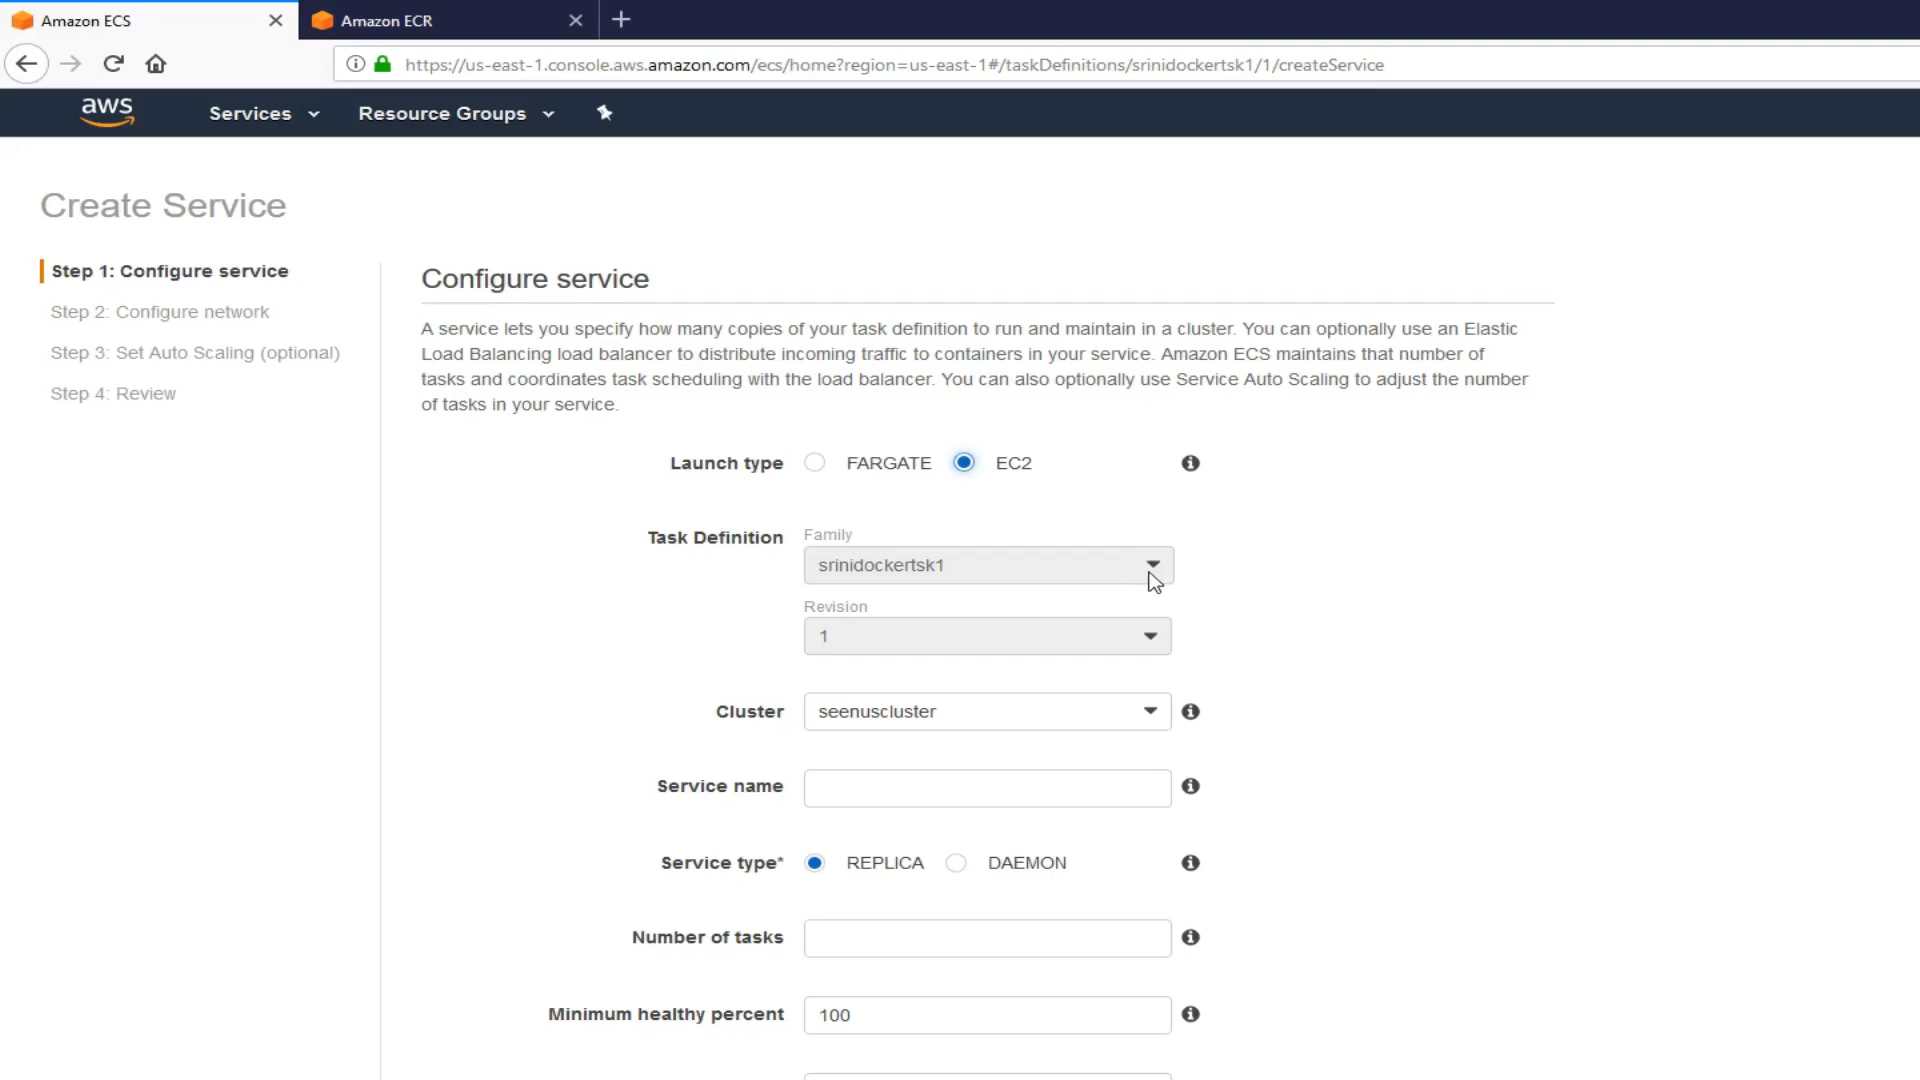 Amazon ECS
Amazon ECR
https://us-east-1.console.aws.amazon.com/ecs/home?region=us-east-1#/taskDefinitions/srinidockertsk1/1/createService
aws
Services
Resource Groups
Create Service
Step 1: Configure service
Step 2: Configure network
Step 3: Set Auto Scaling (optional)
Step 4: Review
Configure service
A service lets you specify how many copies of your task definition to run and maintain in a cluster. You can optionally use an Elastic
Load Balancing load balancer to distribute incoming traffic to containers in your service. Amazon ECS maintains that number of
tasks and coordinates task scheduling with the load balancer. You can also optionally use Service Auto Scaling to adjust the number
of tasks in your service.
Launch type FARGATE EC2
Task Definition Family
srinidockertsk1
Revision
1
Cluster seenuscluster
Service name
Service type* REPLICA DAEMON
Number of tasks
Minimum healthy percent 100